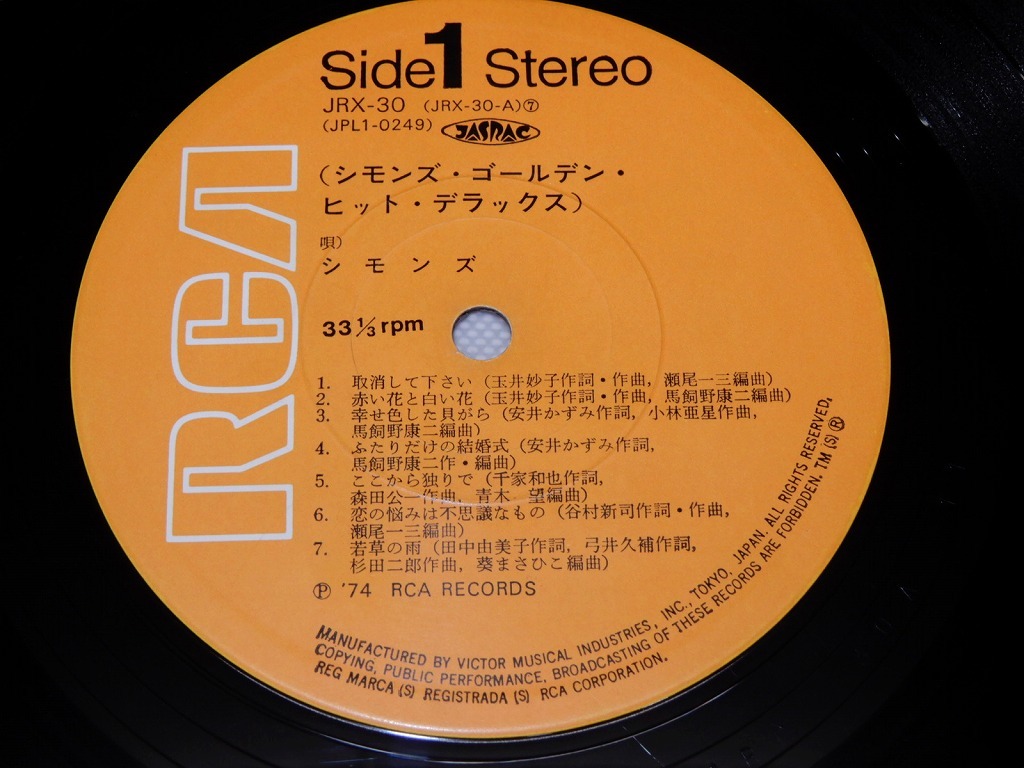 Side 1 Stereo
JRX-30 (JRX-30-A)⑦
(JPL1-0249) JASRAC
(シモンズ・ゴールデン・
ヒット・デラックス)
唄)
シモンズ
RCA
33 1/3 rpm
1. 取消して下さい (玉井妙子作詞・作曲, 瀬尾一三編曲)
2. 赤い花と白い花 (玉井妙子作詞・作曲, 馬飼野康二編曲)
3. 幸せ色した貝がら (安井かずみ作詞, 小林亜星作曲,
馬飼野康二編曲)
4. ふたりだけの結婚式 (安井かずみ作詞,
馬飼野康二作・編曲)
5. ここから独りで (千家和也作詞,
森田公一作曲, 青木 望編曲)
6. 恋の悩みは不思議なもの (谷村新司作詞・作曲,
瀬尾一三編曲)
7. 若草の雨 (田中由美子作詞, 弓井久補作詞,
杉田二郎作曲, 葵まさひこ編曲)
Ⓟ '74 RCA RECORDS
MANUFACTURED BY VICTOR MUSICAL INDUSTRIES, INC., TOKYO, JAPAN. ALL RIGHTS RESERVED.
COPYING, PUBLIC PERFORMANCE, BROADCASTING OF THESE RECORDS ARE FORBIDDEN. TM (S) ®
REG MARCA (S) REGISTRADA (S) RCA CORPORATION.